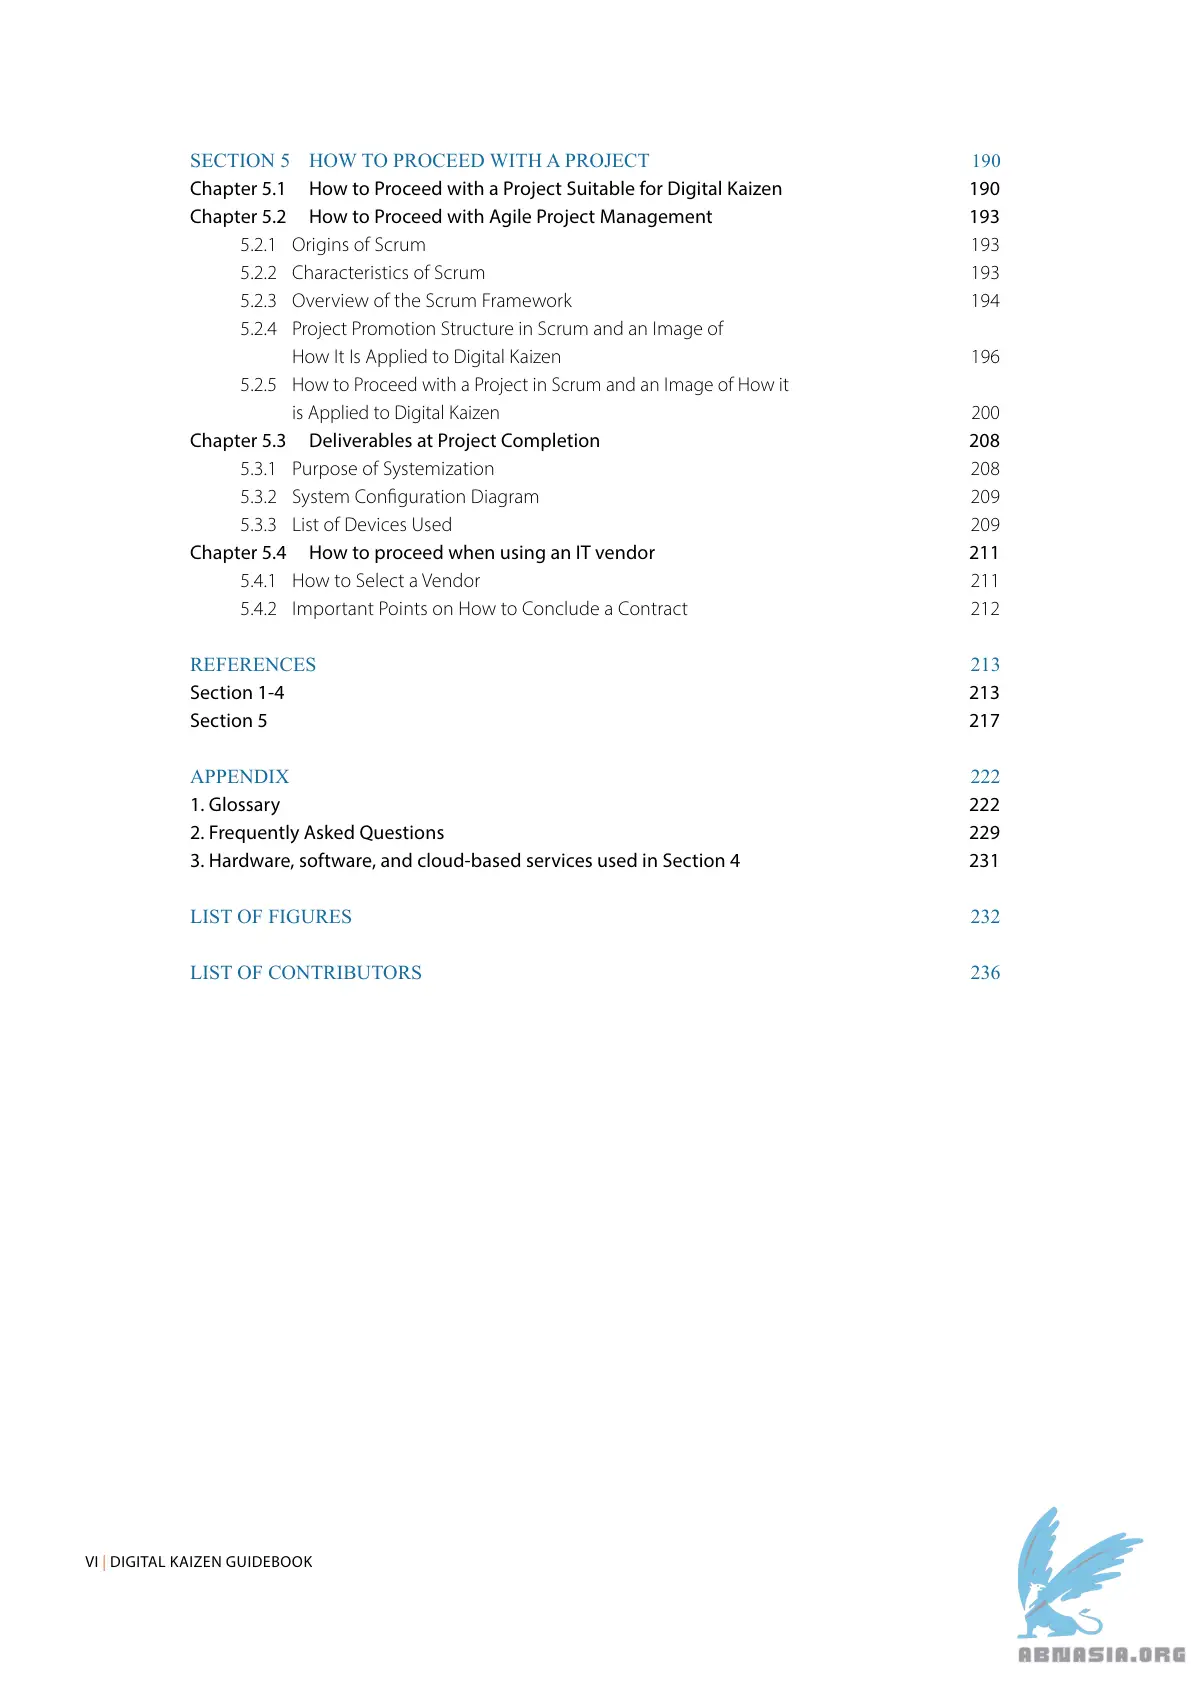 SECTION 5 HOW TO PROCEED WITH A PROJECT 190
Chapter 5.1 How to Proceed with a Project Suitable for Digital Kaizen 190
Chapter 5.2 How to Proceed with Agile Project Management 193
5.2.1 Origins of Scrum 193
5.2.2 Characteristics of Scrum 193
5.2.3 Overview of the Scrum Framework 194
5.2.4 Project Promotion Structure in Scrum and an Image of
How It Is Applied to Digital Kaizen 196
5.2.5 How to Proceed with a Project in Scrum and an Image of How it
is Applied to Digital Kaizen 200
Chapter 5.3 Deliverables at Project Completion 208
5.3.1 Purpose of Systemization 208
5.3.2 System Configuration Diagram 209
5.3.3 List of Devices Used 209
Chapter 5.4 How to proceed when using an IT vendor 211
5.4.1 How to Select a Vendor 211
5.4.2 Important Points on How to Conclude a Contract 212
REFERENCES 213
Section 1-4 213
Section 5 217
APPENDIX 222
1. Glossary 222
2. Frequently Asked Questions 229
3. Hardware, software, and cloud-based services used in Section 4 231
LIST OF FIGURES 232
LIST OF CONTRIBUTORS 236
VI | DIGITAL KAIZEN GUIDEBOOK
ABNASIA.ORG